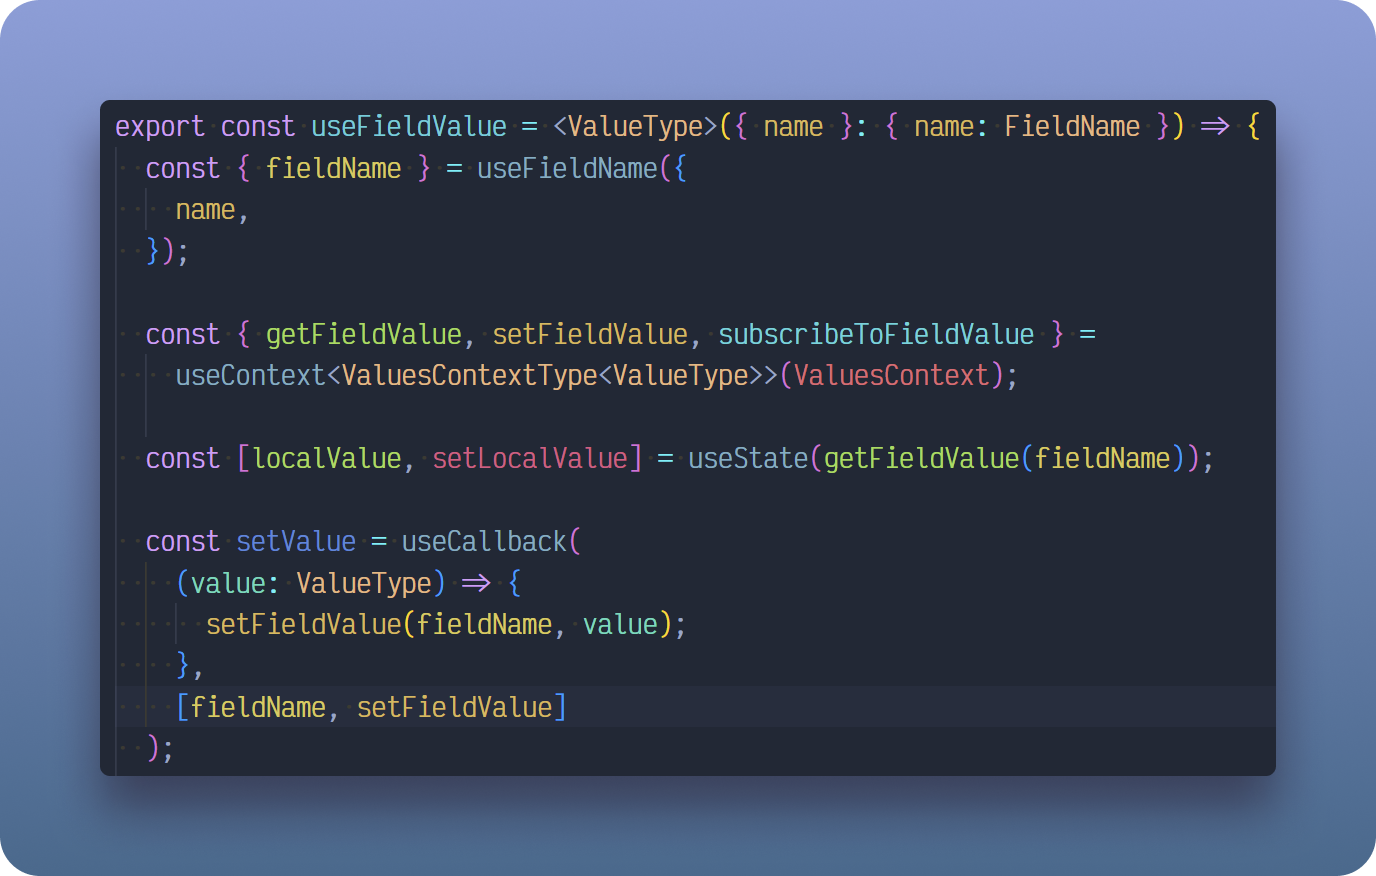 export const useFieldValue = <ValueType>({ name }: { name: FieldName }) => {
  const { fieldName } = useFieldName({
    name,
  });

  const { getFieldValue, setFieldValue, subscribeToFieldValue } =
    useContext<ValuesContextType<ValueType>>(ValuesContext);

  const [localValue, setLocalValue] = useState(getFieldValue(fieldName));

  const setValue = useCallback(
    (value: ValueType) => {
      setFieldValue(fieldName, value);
    },
    [fieldName, setFieldValue]
  );